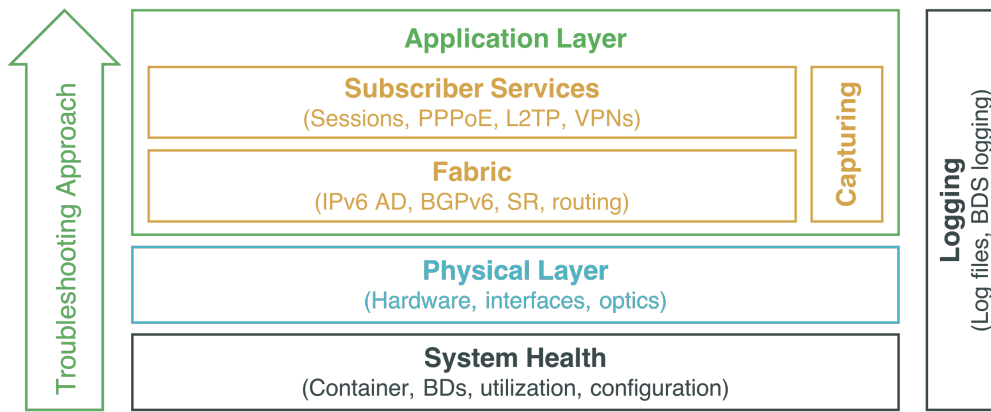 Troubleshooting Approach
Application Layer
Subscriber Services
(Sessions, PPPoE, L2TP, VPNs)
Fabric
(IPv6 AD, BGPv6, SR, routing)
Capturing
Physical Layer
(Hardware, interfaces, optics)
System Health
(Container, BDs, utilization, configuration)
Logging
(Log files, BDS logging)